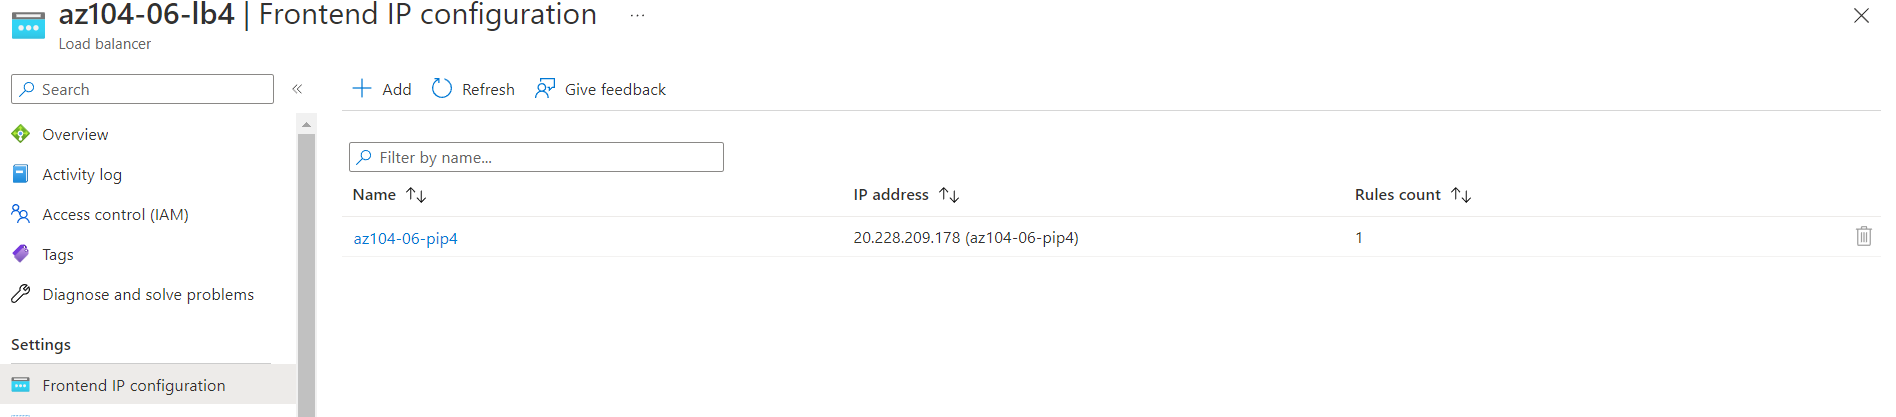 az104-06-lb4 | Frontend IP configuration ...
Load balancer
Search
Overview
Activity log
Access control (IAM)
Tags
Diagnose and solve problems
Settings
Frontend IP configuration
Add Refresh Give feedback
Filter by name...
Name IP address Rules count
az104-06-pip4 20.228.209.178 (az104-06-pip4) 1